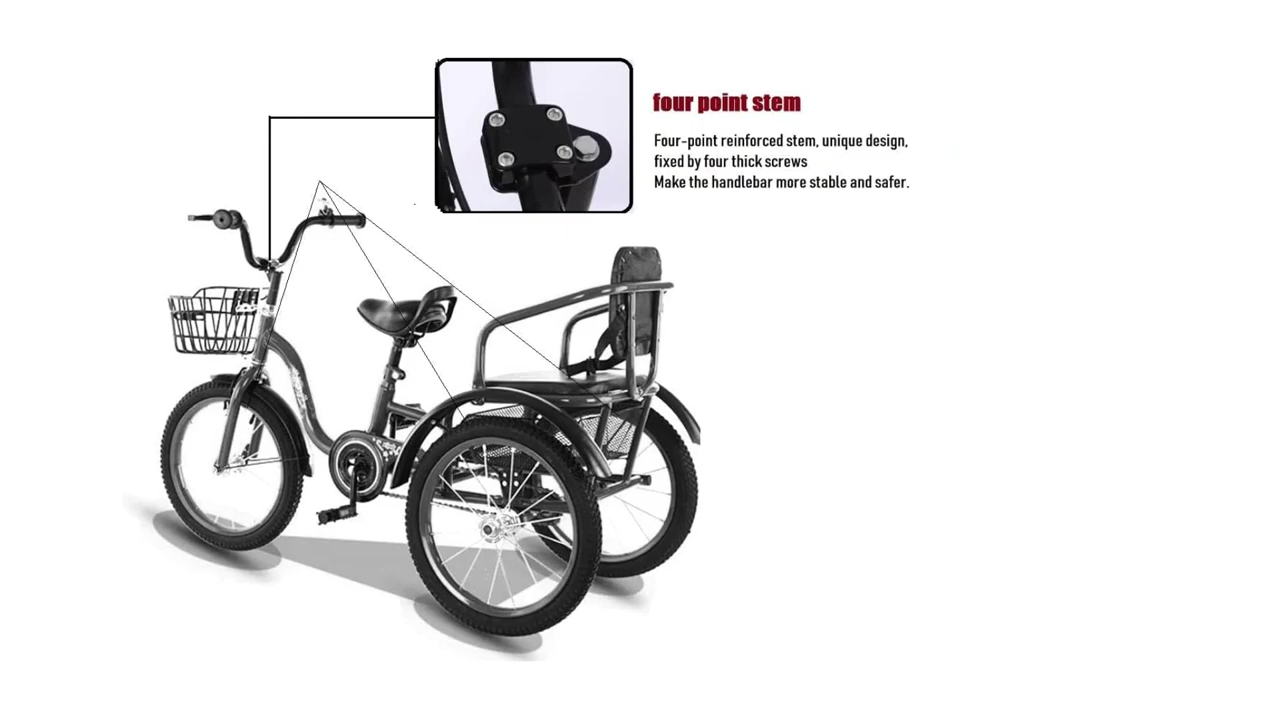 four point stem
Four-point reinforced stem, unique design,
fixed by four thick screws
Make the handlebar more stable and safer.